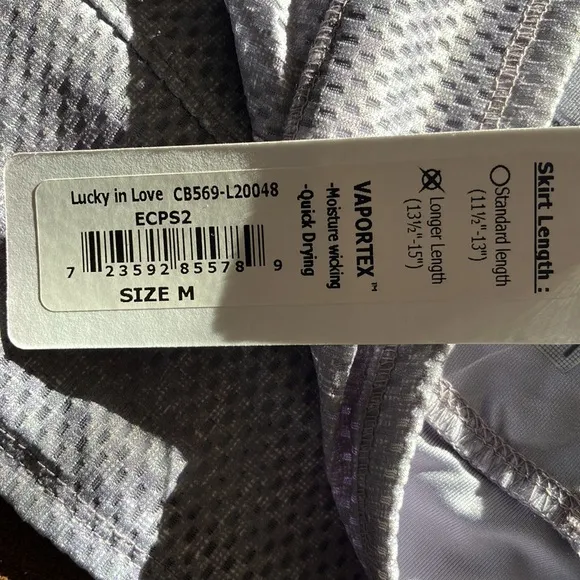 Lucky in Love CB569-L20048
ECPS2
7 23592 85578 9
SIZE M
Skirt Length :
Standard length
(11½"-13")
Longer Length
(13½"-15")
VAPORTEX™
-Moisture wicking
-Quick Drying